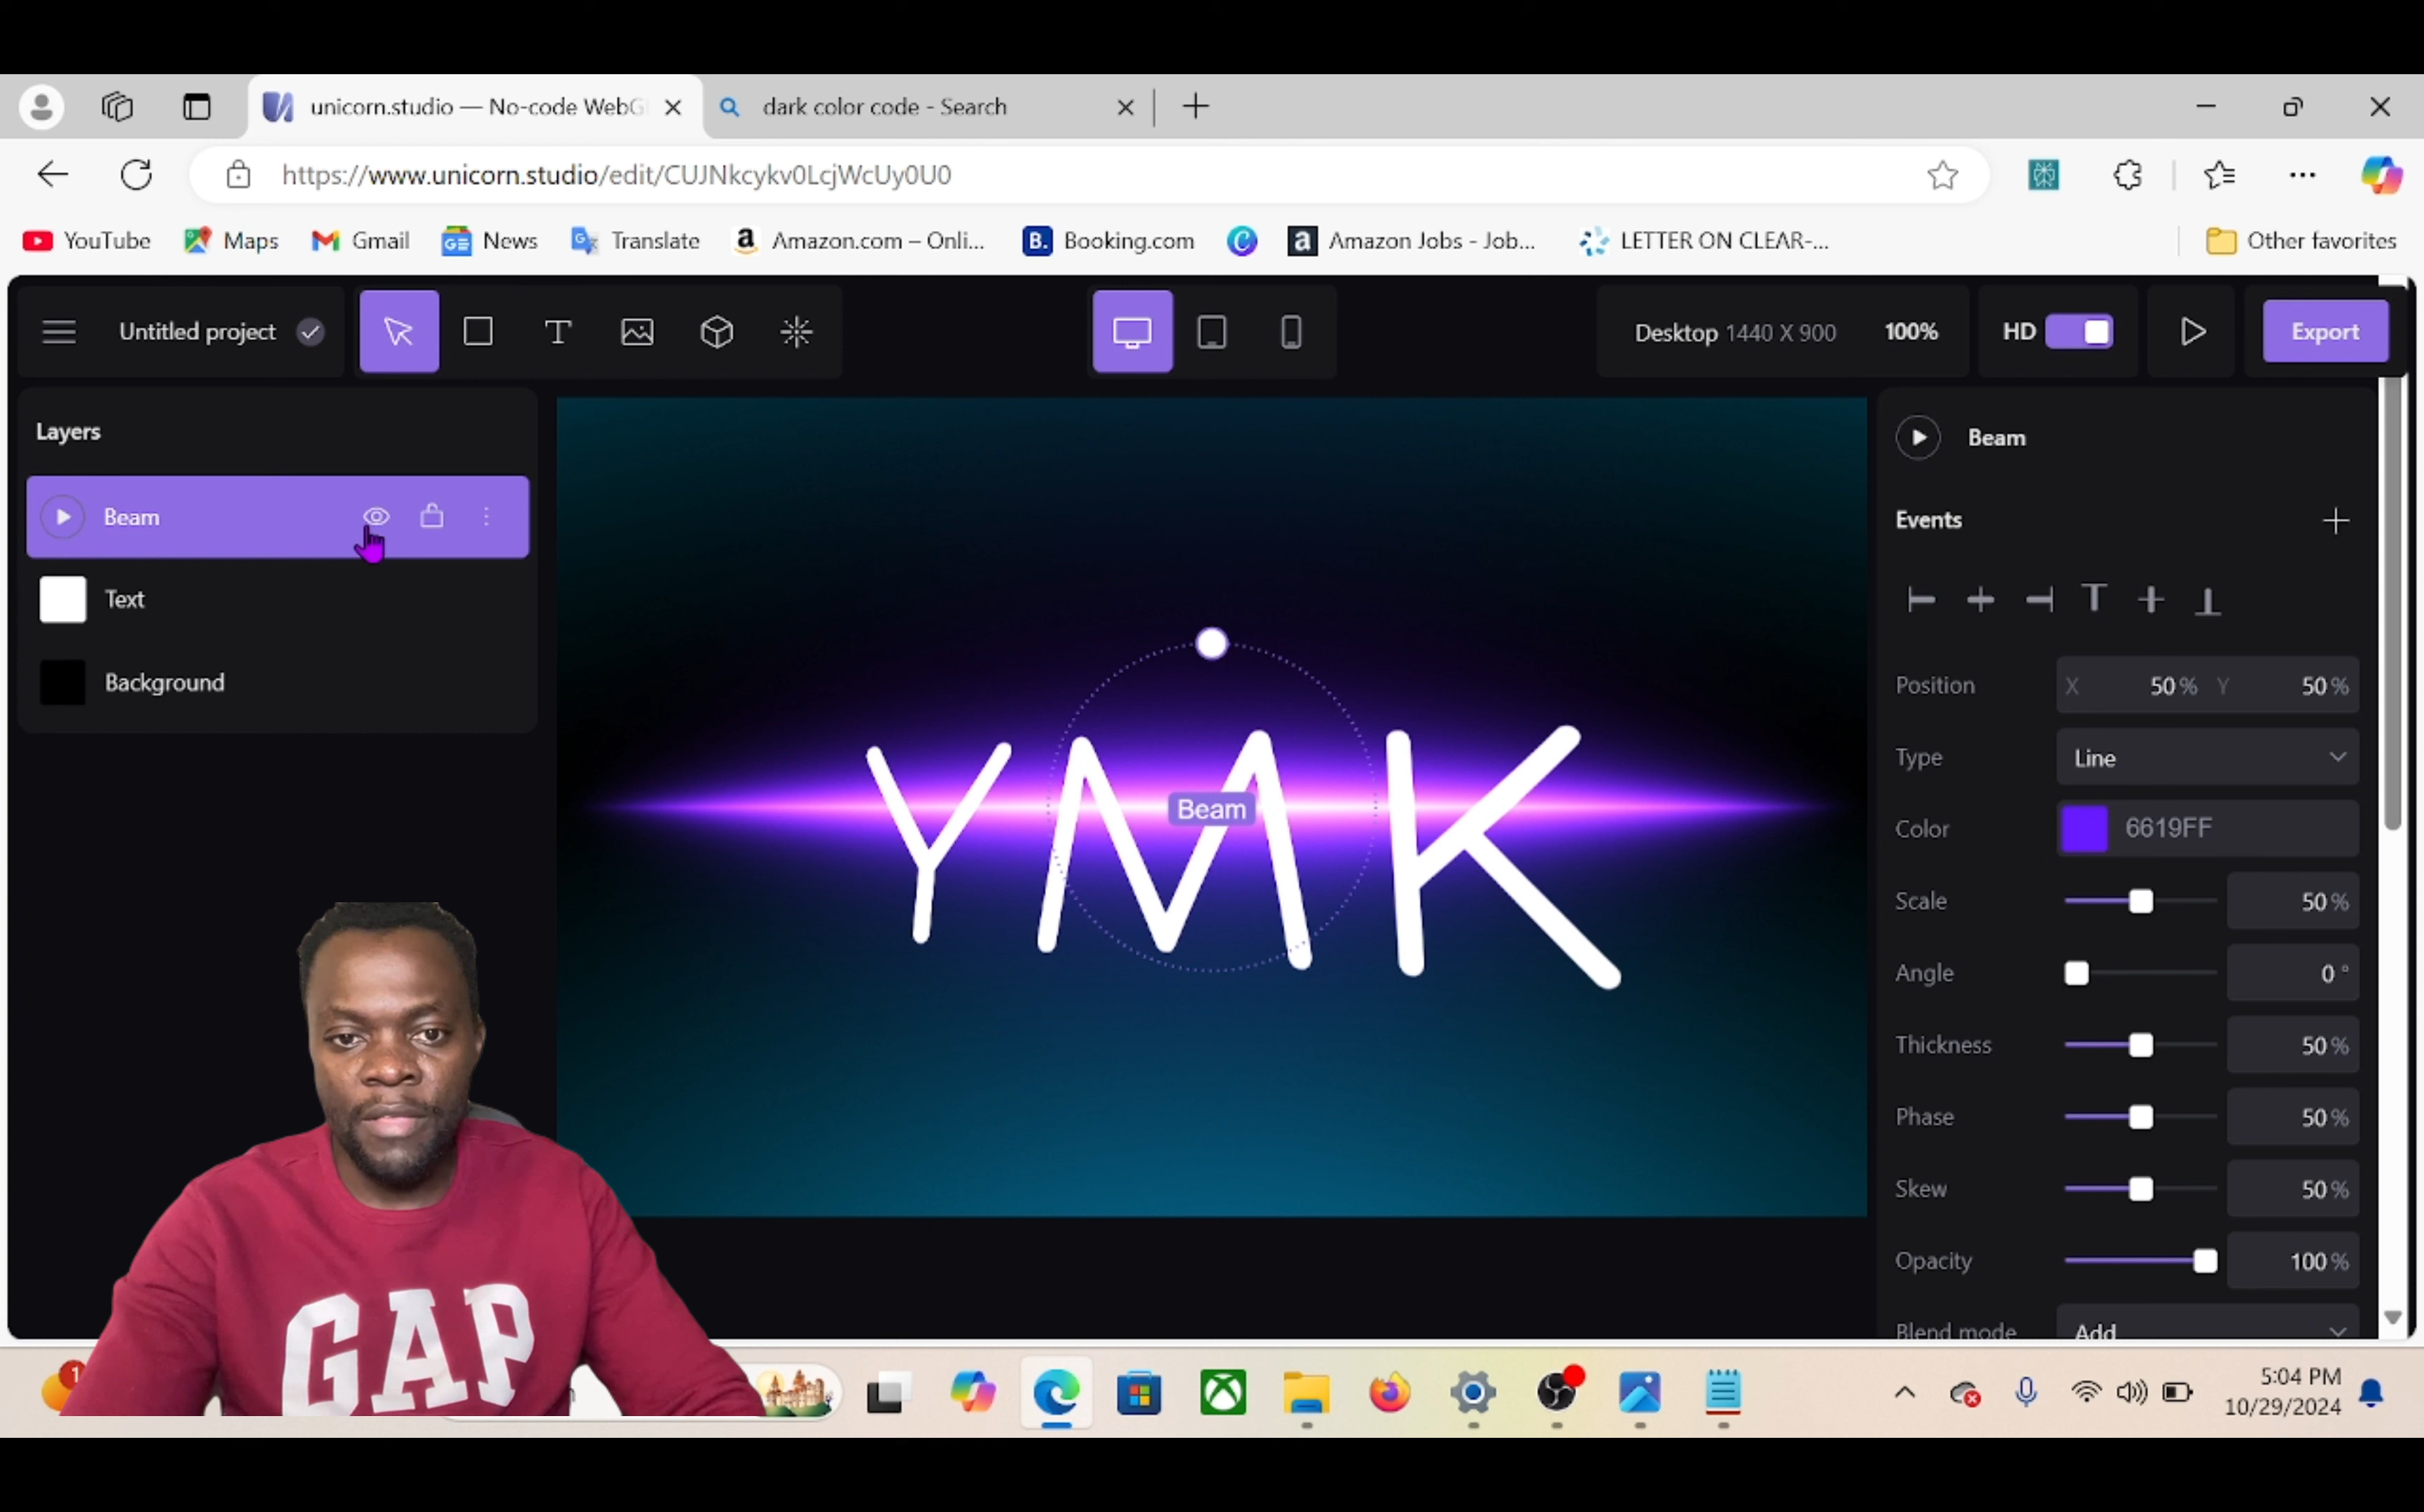 unicorn.studio — No-code WebG
dark color code - Search
https://www.unicorn.studio/edit/CUJNkcykv0LcjWcUy0U0
YouTube Maps Gmail News Translate Amazon.com – Onli... Booking.com Amazon Jobs - Job... LETTER ON CLEAR-... Other favorites
Untitled project Desktop 1440 X 900 100% HD Export
Layers
Beam
Text
Background
YMK
Beam
Beam
Events
Position X 50 % Y 50 %
Type Line
Color 6619FF
Scale 50 %
Angle 0 °
Thickness 50 %
Phase 50 %
Skew 50 %
Opacity 100 %
Blend mode Add
GAP
1
5:04 PM
10/29/2024